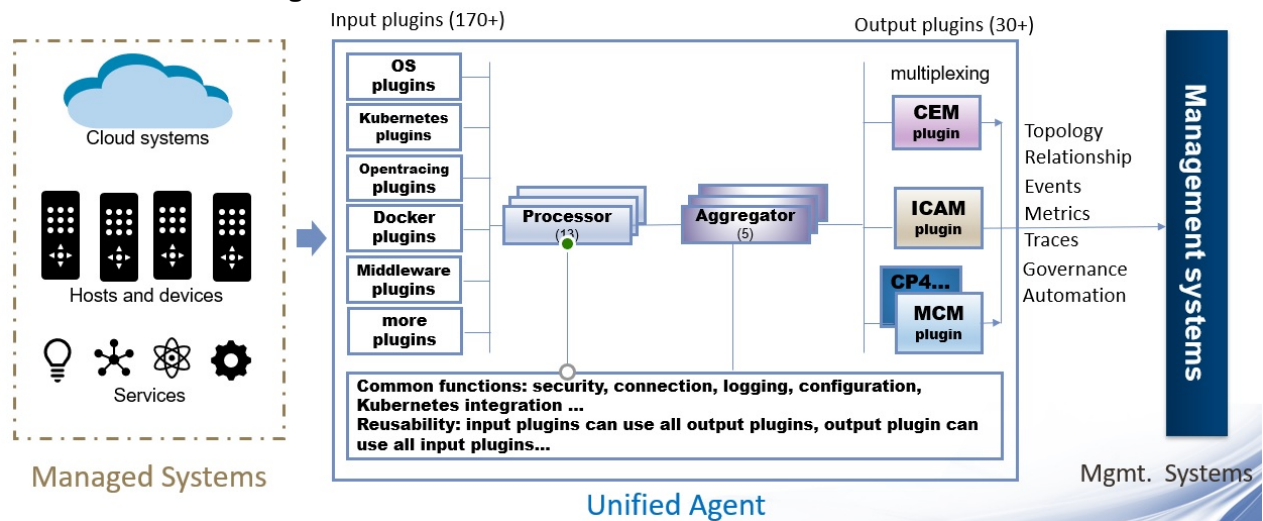 Input plugins (170+)
Output plugins (30+)
Cloud systems
Hosts and devices
Services
Managed Systems
OS
plugins
Kubernetes
plugins
Opentracing
plugins
Docker
plugins
Middleware
plugins
more
plugins
Processor
(13)
Aggregator
(5)
multiplexing
CEM
plugin
ICAM
plugin
CP4...
MCM
plugin
Common functions: security, connection, logging, configuration,
Kubernetes integration ...
Reusability: input plugins can use all output plugins, output plugin can
use all input plugins...
Unified Agent
Topology
Relationship
Events
Metrics
Traces
Governance
Automation
Management systems
Mgmt. Systems